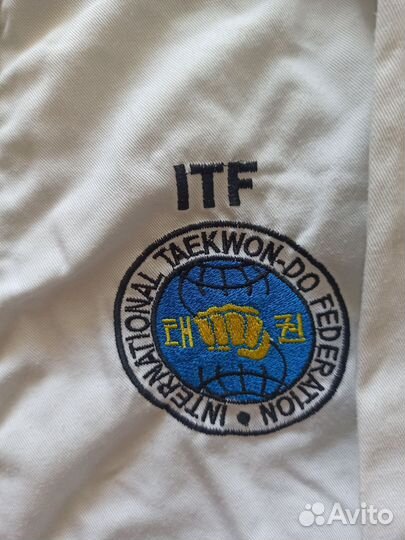 ITF
INTERNATIONAL TAEKWON-DO FEDERATION
태 권
Avito